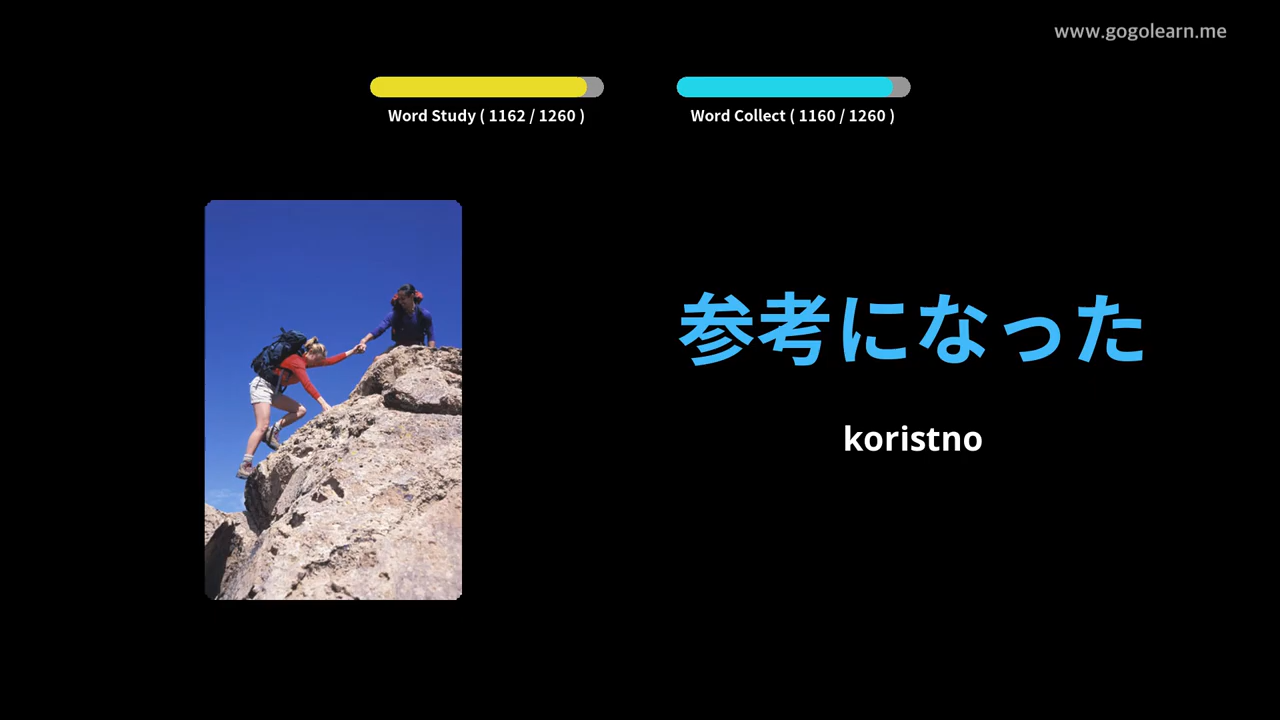 www.gogolearn.me
Word Study ( 1162 / 1260 )
Word Collect ( 1160 / 1260 )
参考になった
koristno